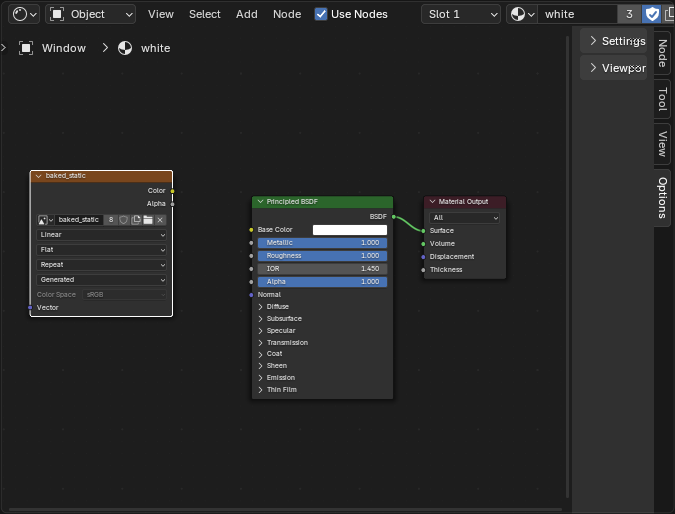 Object View Select Add Node Use Nodes Slot 1 white 3
Window white
Settings
Viewpor
Node
Tool
View
Options
baked_static
Color
Alpha
baked_static 8
Linear
Flat
Repeat
Generated
Color Space sRGB
Vector
Principled BSDF
BSDF
Base Color
Metallic 1.000
Roughness 1.000
IOR 1.450
Alpha 1.000
Normal
Diffuse
Subsurface
Specular
Transmission
Coat
Sheen
Emission
Thin Film
Material Output
All
Surface
Volume
Displacement
Thickness